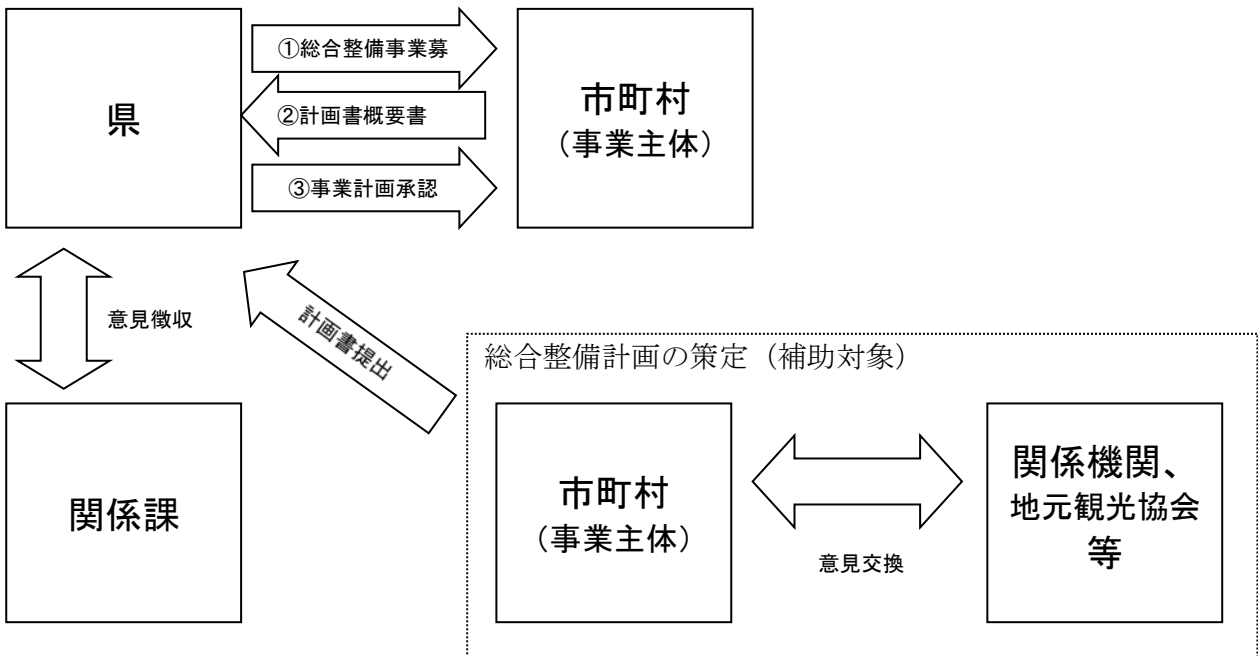 県
①総合整備事業募
②計画書概要書
③事業計画承認
市町村
（事業主体）
意見徴収
計画書提出
総合整備計画の策定（補助対象）
関係課
市町村
（事業主体）
意見交換
関係機関、
地元観光協会
等